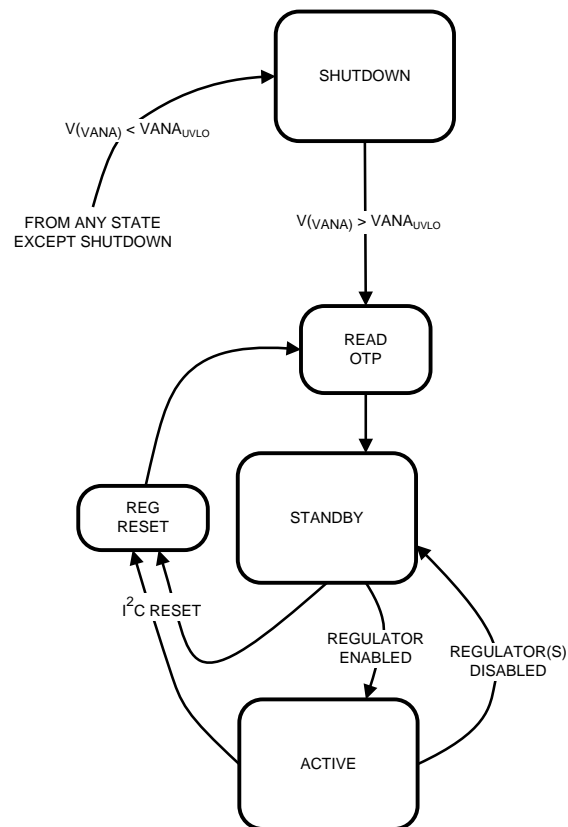 SHUTDOWN
V(VANA) < VANAUVLO
FROM ANY STATE
EXCEPT SHUTDOWN
V(VANA) > VANAUVLO
READ
OTP
REG
RESET
STANDBY
I²C RESET
REGULATOR
ENABLED
REGULATOR(S)
DISABLED
ACTIVE